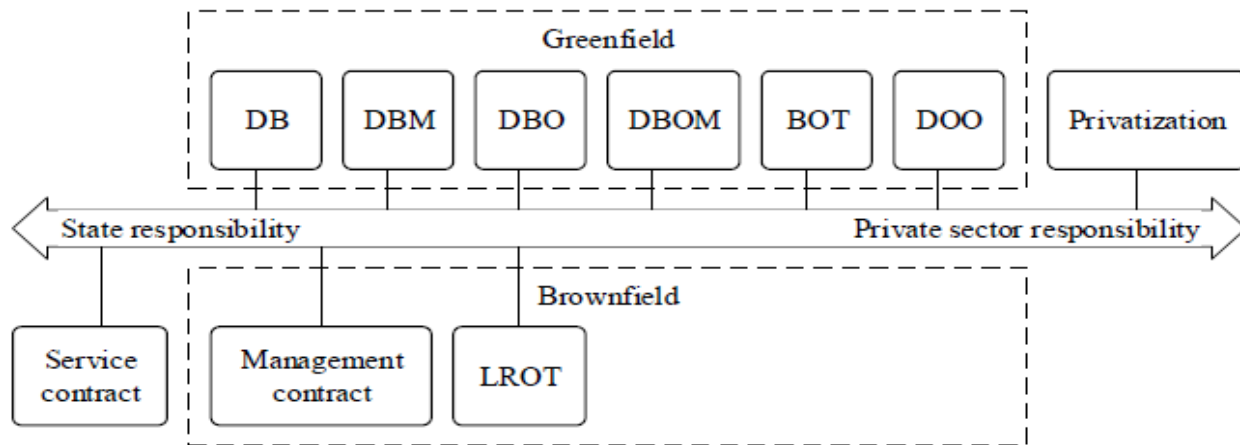 Greenfield
DB
DBM
DBO
DBOM
BOT
DOO
Privatization
State responsibility
Private sector responsibility
Brownfield
Service
contract
Management
contract
LROT